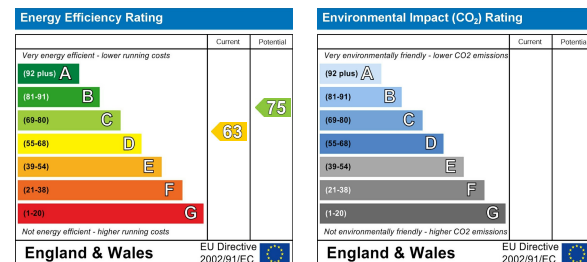 Energy Efficiency Rating
Current Potential
Very energy efficient - lower running costs
(92 plus) A
(81-91) B
(69-80) C
(55-68) D
(39-54) E
(21-38) F
(1-20) G
63
75
Not energy efficient - higher running costs
England & Wales
EU Directive
2002/91/EC
Environmental Impact (CO₂) Rating
Current Potential
Very environmentally friendly - lower CO2 emissions
(92 plus) A
(81-91) B
(69-80) C
(55-68) D
(39-54) E
(21-38) F
(1-20) G
Not environmentally friendly - higher CO2 emissions
England & Wales
EU Directive
2002/91/EC